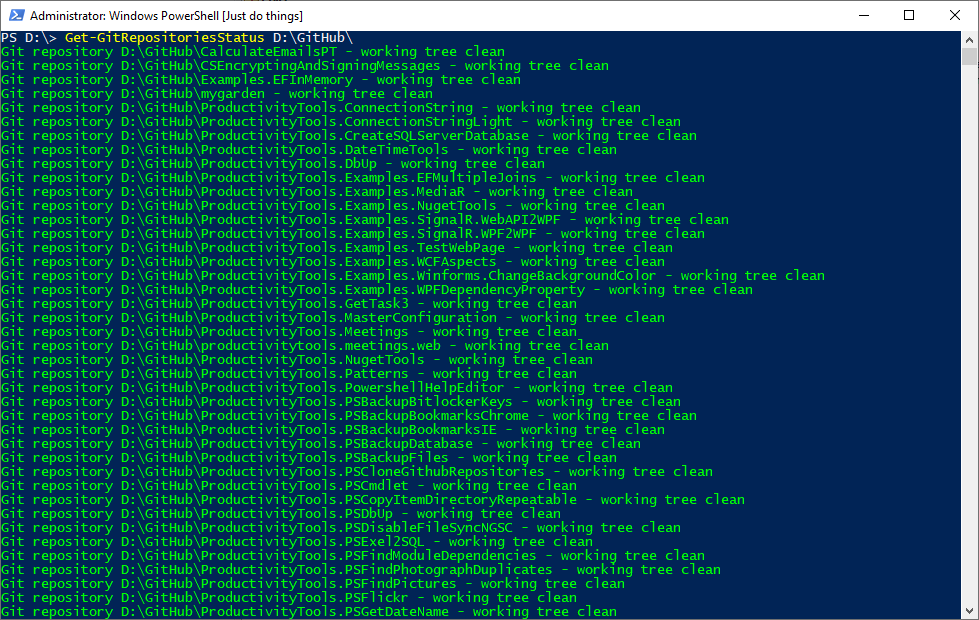 Administrator: Windows PowerShell [Just do things]
PS D:\> Get-GitRepositoriesStatus D:\GitHub\
Git repository D:\GitHub\CalculateEmailsPT - working tree clean
Git repository D:\GitHub\CSEncryptingAndSigningMessages - working tree clean
Git repository D:\GitHub\Examples.EFInMemory - working tree clean
Git repository D:\GitHub\mygarden - working tree clean
Git repository D:\GitHub\ProductivityTools.ConnectionString - working tree clean
Git repository D:\GitHub\ProductivityTools.ConnectionStringLight - working tree clean
Git repository D:\GitHub\ProductivityTools.CreateSQLServerDatabase - working tree clean
Git repository D:\GitHub\ProductivityTools.DateTimeTools - working tree clean
Git repository D:\GitHub\ProductivityTools.DbUp - working tree clean
Git repository D:\GitHub\ProductivityTools.Examples.EFMultipleJoins - working tree clean
Git repository D:\GitHub\ProductivityTools.Examples.MediaR - working tree clean
Git repository D:\GitHub\ProductivityTools.Examples.NugetTools - working tree clean
Git repository D:\GitHub\ProductivityTools.Examples.SignalR.WebAPI2WPF - working tree clean
Git repository D:\GitHub\ProductivityTools.Examples.SignalR.WPF2WPF - working tree clean
Git repository D:\GitHub\ProductivityTools.Examples.TestWebPage - working tree clean
Git repository D:\GitHub\ProductivityTools.Examples.WCFAspects - working tree clean
Git repository D:\GitHub\ProductivityTools.Examples.Winforms.ChangeBackgroundColor - working tree clean
Git repository D:\GitHub\ProductivityTools.Examples.WPFDependencyProperty - working tree clean
Git repository D:\GitHub\ProductivityTools.GetTask3 - working tree clean
Git repository D:\GitHub\ProductivityTools.MasterConfiguration - working tree clean
Git repository D:\GitHub\ProductivityTools.Meetings - working tree clean
Git repository D:\GitHub\productivitytools.meetings.web - working tree clean
Git repository D:\GitHub\ProductivityTools.NugetTools - working tree clean
Git repository D:\GitHub\ProductivityTools.Patterns - working tree clean
Git repository D:\GitHub\ProductivityTools.PowershellHelpEditor - working tree clean
Git repository D:\GitHub\ProductivityTools.PSBackupBitlockerKeys - working tree clean
Git repository D:\GitHub\ProductivityTools.PSBackupBookmarksChrome - working tree clean
Git repository D:\GitHub\ProductivityTools.PSBackupBookmarksIE - working tree clean
Git repository D:\GitHub\ProductivityTools.PSBackupDatabase - working tree clean
Git repository D:\GitHub\ProductivityTools.PSBackupFiles - working tree clean
Git repository D:\GitHub\ProductivityTools.PSCloneGithubRepositories - working tree clean
Git repository D:\GitHub\ProductivityTools.PSCmdlet - working tree clean
Git repository D:\GitHub\ProductivityTools.PSCopyItemDirectoryRepeatable - working tree clean
Git repository D:\GitHub\ProductivityTools.PSDbUp - working tree clean
Git repository D:\GitHub\ProductivityTools.PSDisableFileSyncNGSC - working tree clean
Git repository D:\GitHub\ProductivityTools.PSExel2SQL - working tree clean
Git repository D:\GitHub\ProductivityTools.PSFindModuleDependencies - working tree clean
Git repository D:\GitHub\ProductivityTools.PSFindPhotographDuplicates - working tree clean
Git repository D:\GitHub\ProductivityTools.PSFindPictures - working tree clean
Git repository D:\GitHub\ProductivityTools.PSFlickr - working tree clean
Git repository D:\GitHub\ProductivityTools.PSGetDateName - working tree clean